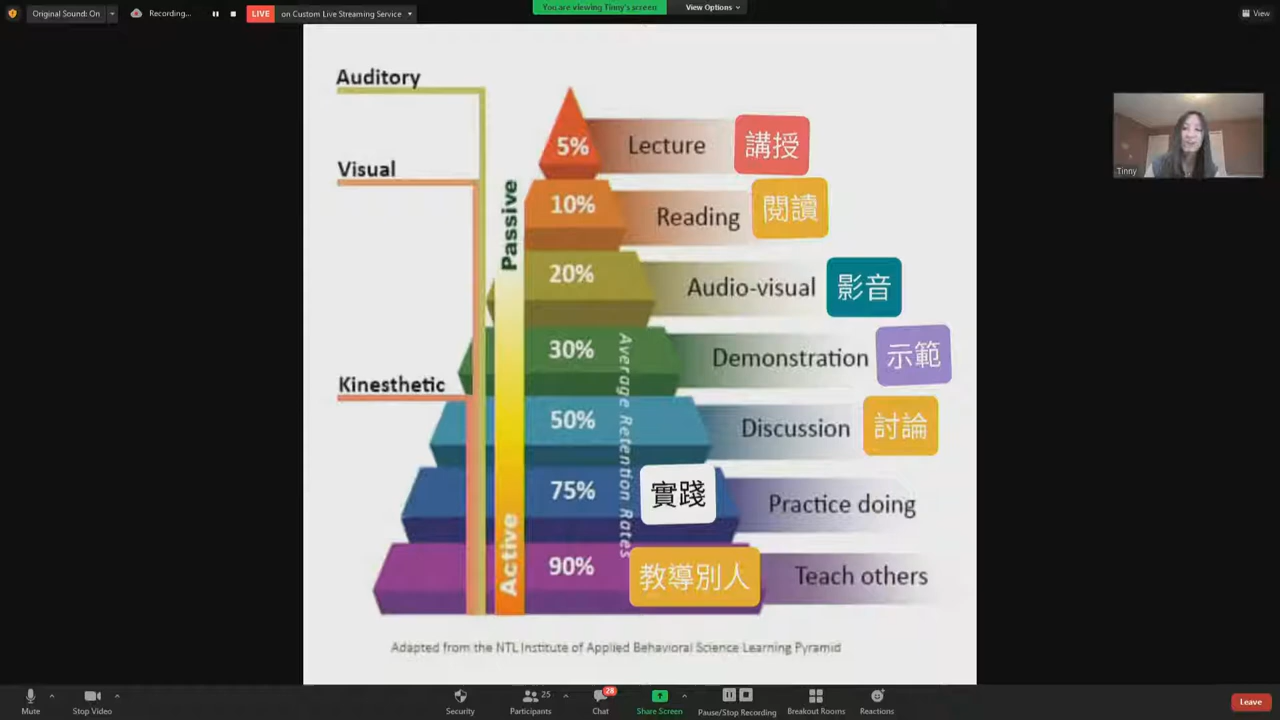 Original Sound: On
Recording...
LIVE
on Custom Live Streaming Service
You are viewing Tinny's screen
View Options
View
Auditory
Visual
Kinesthetic
Passive
Active
Average Retention Rates
5% Lecture 講授
10% Reading 閱讀
20% Audio-visual 影音
30% Demonstration 示範
50% Discussion 討論
75% 實踐 Practice doing
90% 教導別人 Teach others
Adapted from the NTL Institute of Applied Behavioral Science Learning Pyramid
Tinny
Mute
Stop Video
Security
25
Participants
28
Chat
Share Screen
Pause/Stop Recording
Breakout Rooms
Reactions
Leave